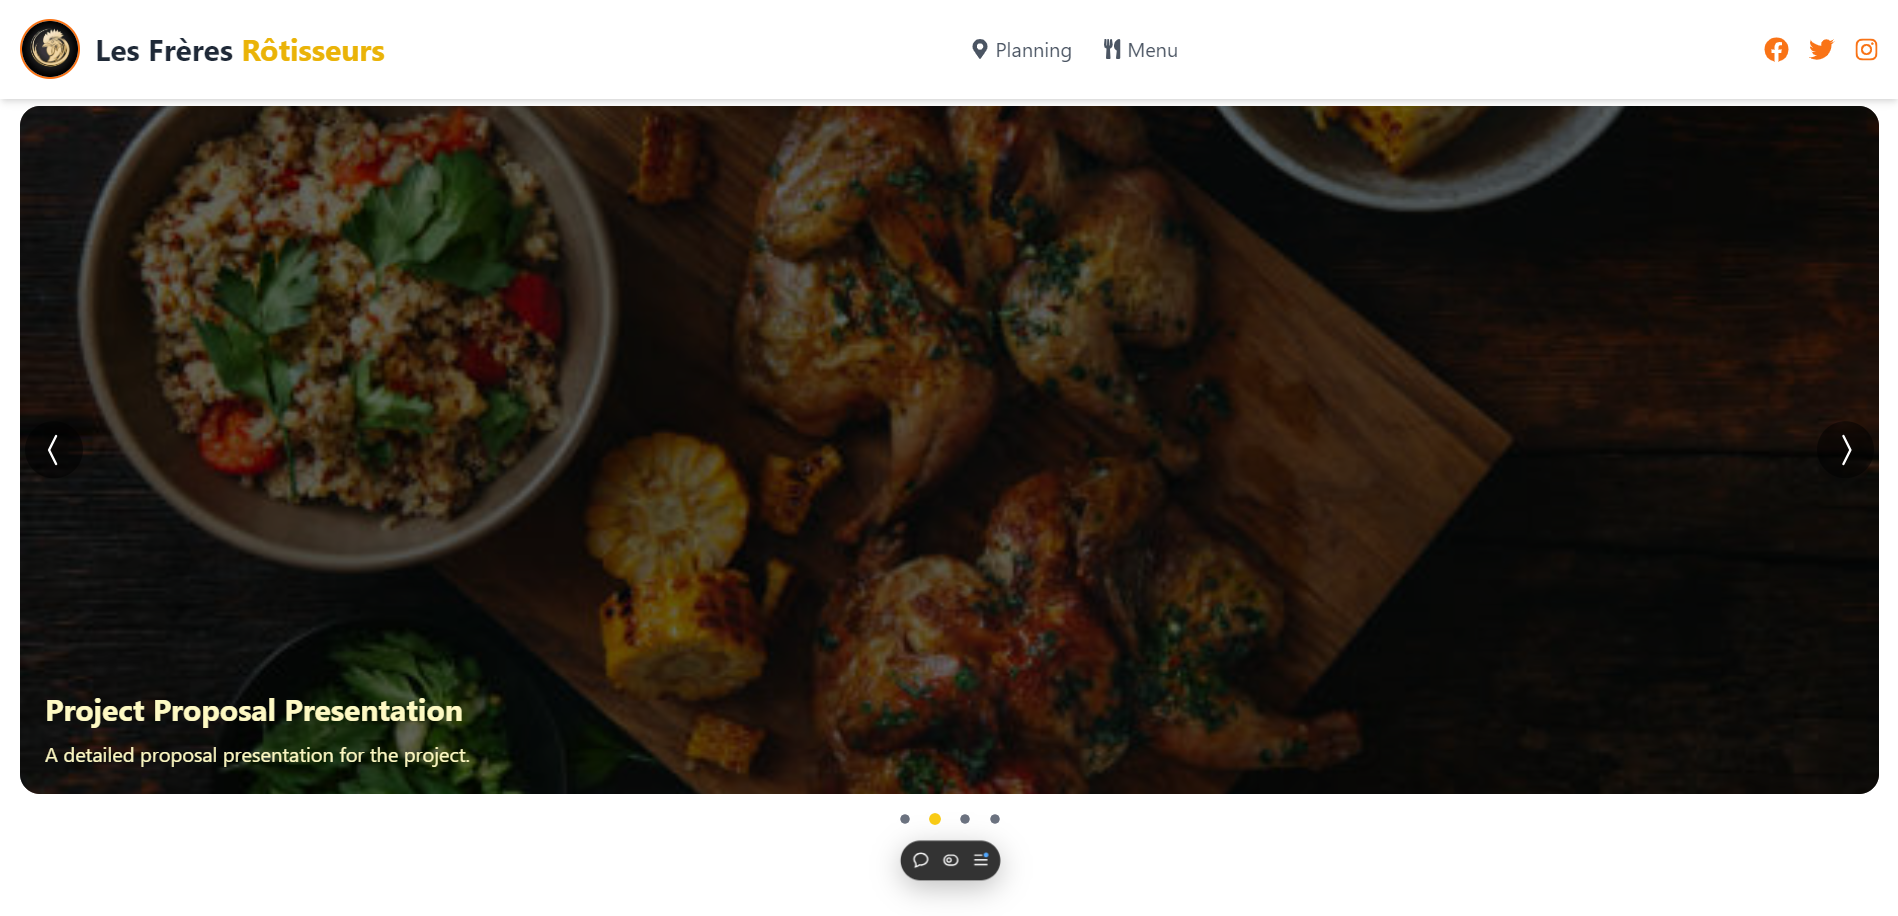 Les Frères Rôtisseurs
Planning
Menu
Project Proposal Presentation
A detailed proposal presentation for the project.